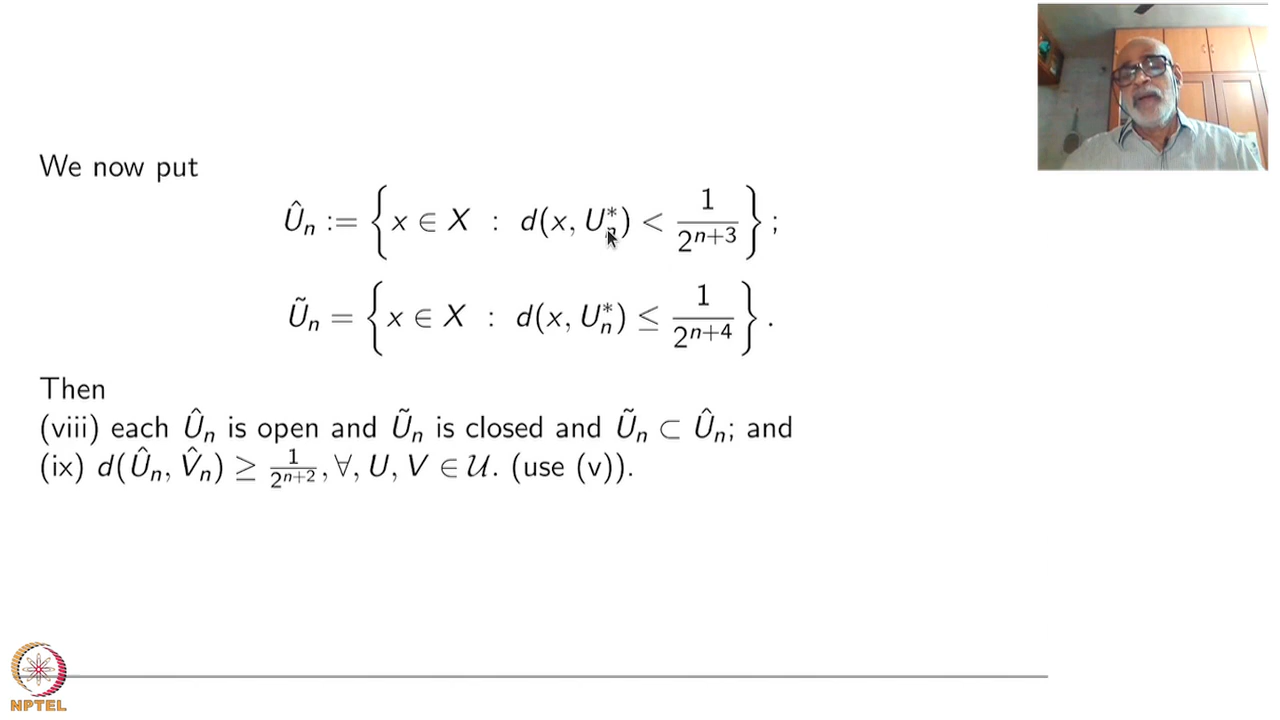 We now put
Û_n := { x ∈ X : d(x, U*_n) < 1/2^{n+3} } ;
Ũ_n = { x ∈ X : d(x, U*_n) ≤ 1/2^{n+4} } .
Then
(viii) each Û_n is open and Ũ_n is closed and Ũ_n ⊂ Û_n; and
(ix) d(Û_n, V̂_n) ≥ 1/2^{n+2}, ∀, U, V ∈ 𝒰. (use (v)).
NPTEL